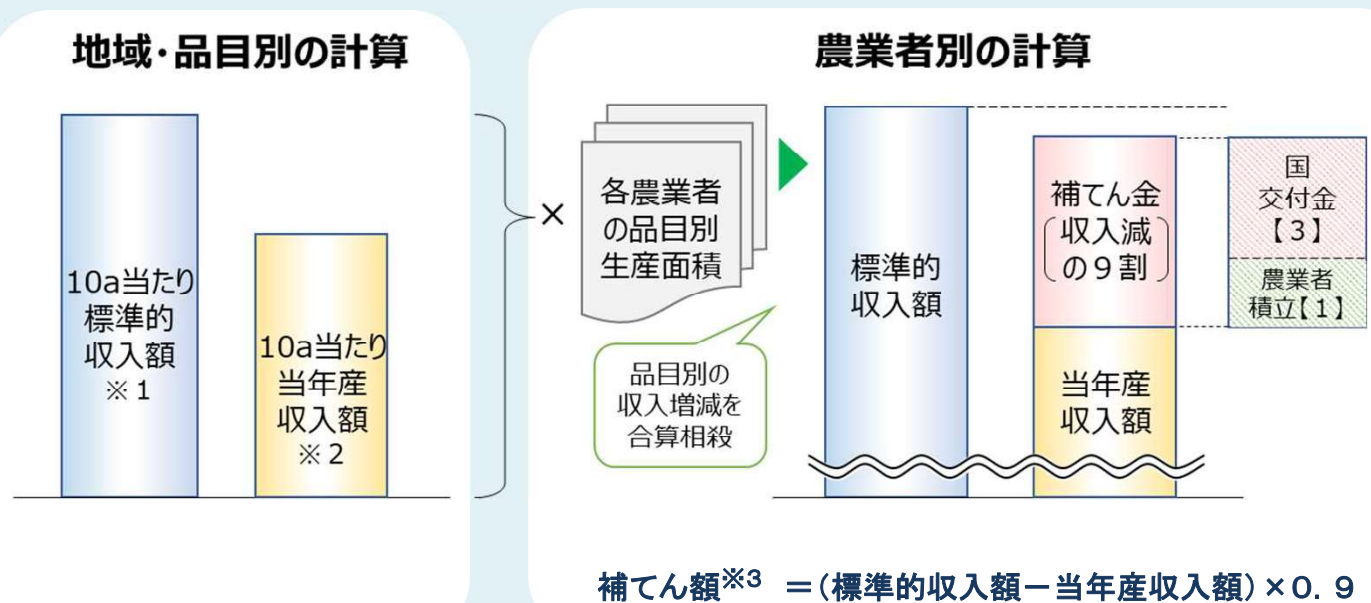 地域・品目別の計算
10a当たり
標準的
収入額
※1
10a当たり
当年産
収入額
※2
農業者別の計算
×
各農業者
の品目別
生産面積
品目別の
収入増減を
合算相殺
標準的
収入額
補てん金
(収入減
の9割)
当年産
収入額
国
交付金
【3】
農業者
積立【1】
補てん額※3 =(標準的収入額ー当年産収入額)×0.9